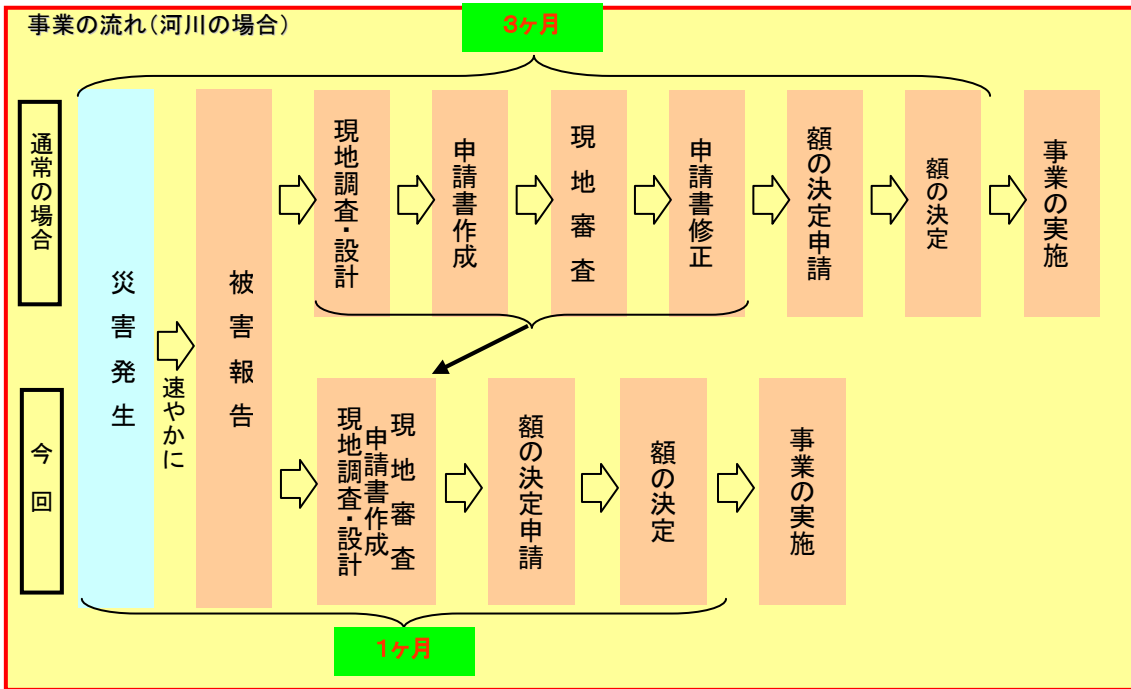 事業の流れ(河川の場合)
3ヶ月
通常の場合
災害発生
速やかに
被害報告
現地調査・設計
申請書作成
現地審査
申請書修正
額の決定申請
額の決定
事業の実施
今回
現地審査
申請書作成
現地調査・設計
額の決定申請
額の決定
事業の実施
1ヶ月